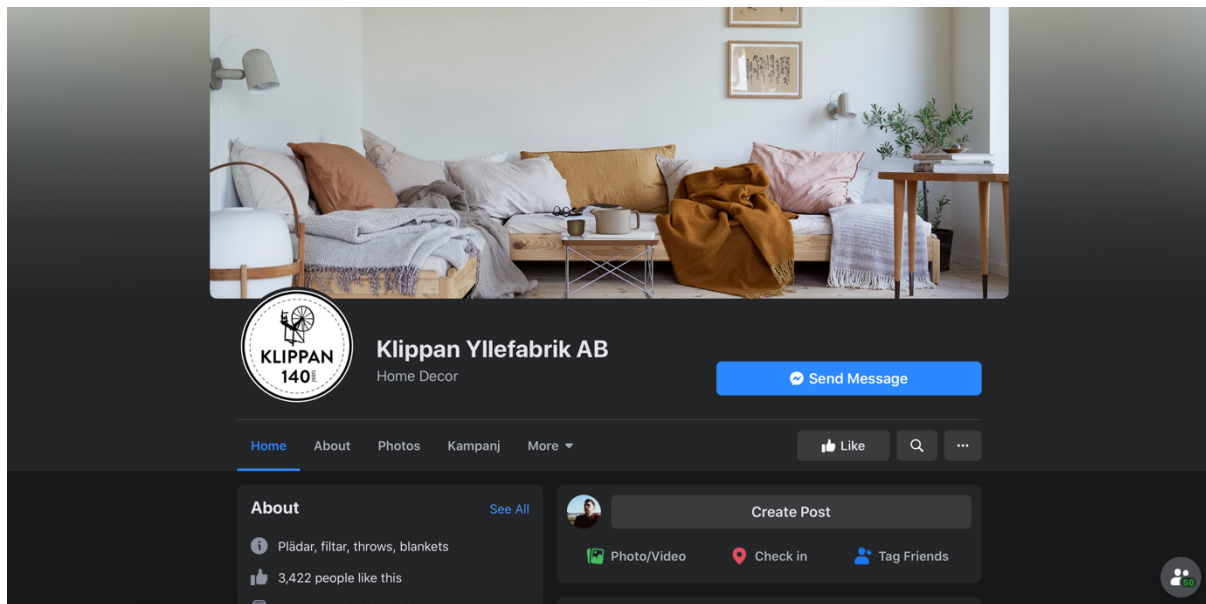 KLIPPAN
140
Klippan Yllefabrik AB
Home Decor
Send Message
Home
About
Photos
Kampanj
More
Like
About
See All
Plädar, filtar, throws, blankets
3,422 people like this
Create Post
Photo/Video
Check in
Tag Friends
50